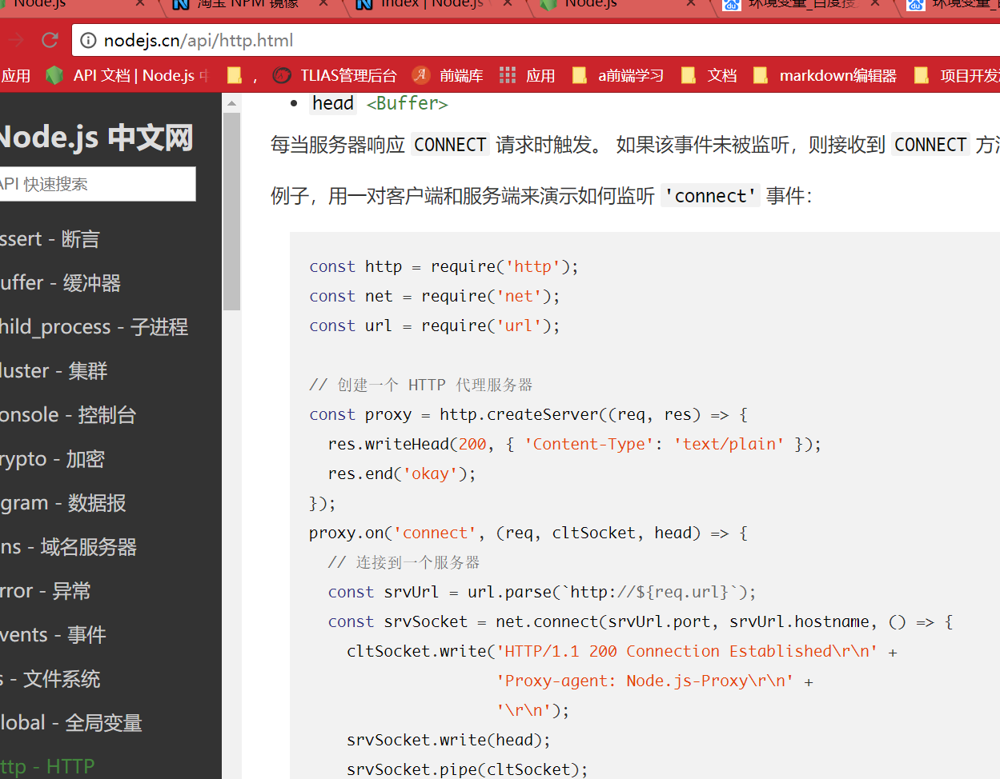 Node.js
淘宝 NPM 镜像
Index | Node.js
Node.js
环境变量_百度搜
环境变量_百
nodejs.cn/api/http.html
应用
API 文档 | Node.js 中
,
TLIAS管理后台
前端库
应用
a前端学习
文档
markdown编辑器
项目开发
Node.js 中文网
API 快速搜索
ssert - 断言
uffer - 缓冲器
hild_process - 子进程
luster - 集群
onsole - 控制台
rypto - 加密
gram - 数据报
ns - 域名服务器
rror - 异常
vents - 事件
s - 文件系统
lobal - 全局变量
ttp - HTTP
head <Buffer>
每当服务器响应 CONNECT 请求时触发。 如果该事件未被监听，则接收到 CONNECT 方
例子，用一对客户端和服务端来演示如何监听 'connect' 事件：
const http = require('http');
const net = require('net');
const url = require('url');
// 创建一个 HTTP 代理服务器
const proxy = http.createServer((req, res) => {
res.writeHead(200, { 'Content-Type': 'text/plain' });
res.end('okay');
});
proxy.on('connect', (req, cltSocket, head) => {
// 连接到一个服务器
const srvUrl = url.parse(`http://${req.url}`);
const srvSocket = net.connect(srvUrl.port, srvUrl.hostname, () => {
cltSocket.write('HTTP/1.1 200 Connection Established\r\n' +
'Proxy-agent: Node.js-Proxy\r\n' +
'\r\n');
srvSocket.write(head);
srvSocket.pipe(cltSocket);